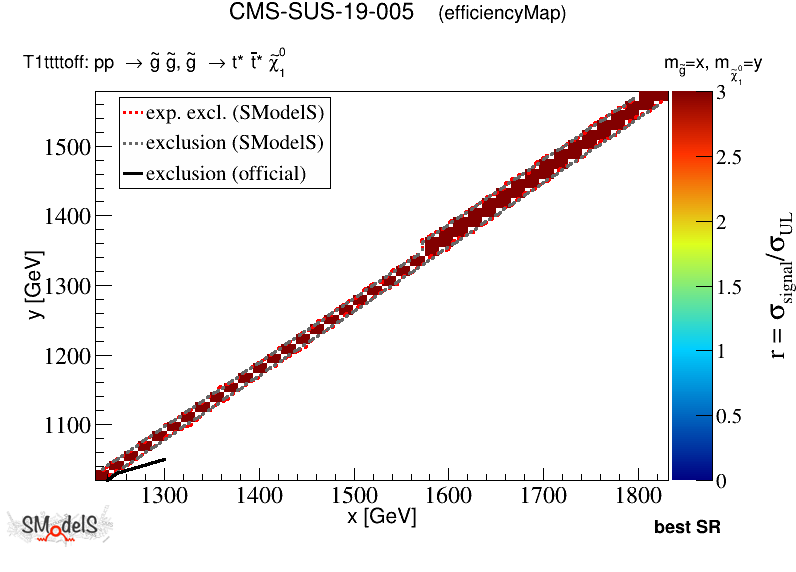 CMS-SUS-19-005 (efficiencyMap)
T1ttttoff: pp → g̃ g̃, g̃ → t* t̄* χ̃⁰₁
m_g̃=x, m_χ̃⁰₁=y
exp. excl. (SModelS)
exclusion (SModelS)
exclusion (official)
1500
1400
1300
1200
1100
y [GeV]
1300 1400 1500 1600 1700 1800
x [GeV]
3
2.5
2
1.5
1
0.5
0
r = σ_signal/σ_UL
SModelS
best SR